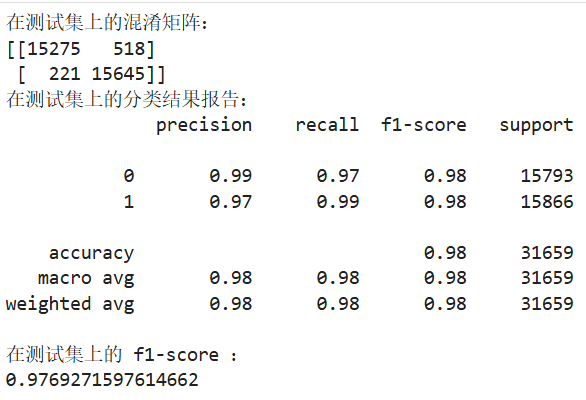 在测试集上的混淆矩阵：
[[15275   518]
 [  221 15645]]
在测试集上的分类结果报告：
              precision    recall  f1-score   support

           0       0.99      0.97      0.98     15793
           1       0.97      0.99      0.98     15866

    accuracy                           0.98     31659
   macro avg       0.98      0.98      0.98     31659
weighted avg       0.98      0.98      0.98     31659

在测试集上的 f1-score ：
0.9769271597614662